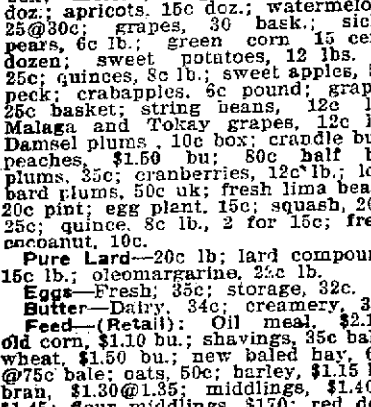 doz.; apricots. 15c doz.; watermelo
25@30c; grapes, 30 bask.; sic
pears, 6c lb.; green corn 15 ce
dozen; sweet potatoes, 12 lbs.
25c; quinces, 8c lb.; sweet apples,
peck; crabapples. 6c pound; grap
25c basket; string beans, 12c l
Malaga and Tokay grapes, 12c l
Damsel plums, 10c box; crandle bu
peaches, $1.50 bu; 80c half b
plums, 35c; cranberries, 12c lb.; lo
bard plums, 50c uk; fresh lima bea
20c pint; egg plant, 15c; squash, 20
25c; quince. 8c lb., 2 for 15c; fre
cocoanut, 10c.
Pure Lard—20c lb; lard compour
15c lb.; oleomargarine, lb.
Eggs—Fresh; 35c; storage, 32c.
Butter—Dairy, 34c; creamery, 3
Feed—(Retail): Oil meal, $2.1
old corn, $1.10 bu.; shavings, 35c ba
wheat, $1.50 bu.; new baled hay, 6
@75c bale; oats, 50c; barley, $1.15
bran, $1.30@1.35; middlings, $1.40
flour middlings, $170; red do